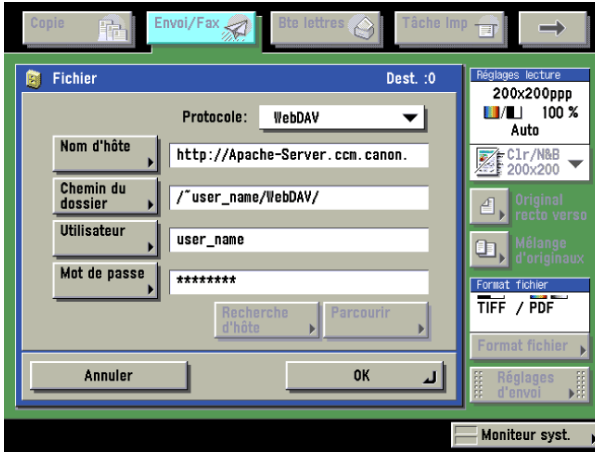 Copie
Envoi/Fax
Bte lettres
Tâche Imp
Fichier
Dest. :0
Protocole: WebDAV
Nom d'hôte
http://Apache-Server.ccm.canon.
Chemin du
dossier
/~user_name/WebDAV/
Utilisateur
user_name
Mot de passe
********
Recherche
d'hôte
Parcourir
Annuler
OK
Réglages lecture
200x200ppp
/ 100 %
Auto
Clr/N&B
200x200
Original
recto verso
Mélange
d'originaux
Format fichier
TIFF / PDF
Format fichier
Réglages
d'envoi
Moniteur syst.